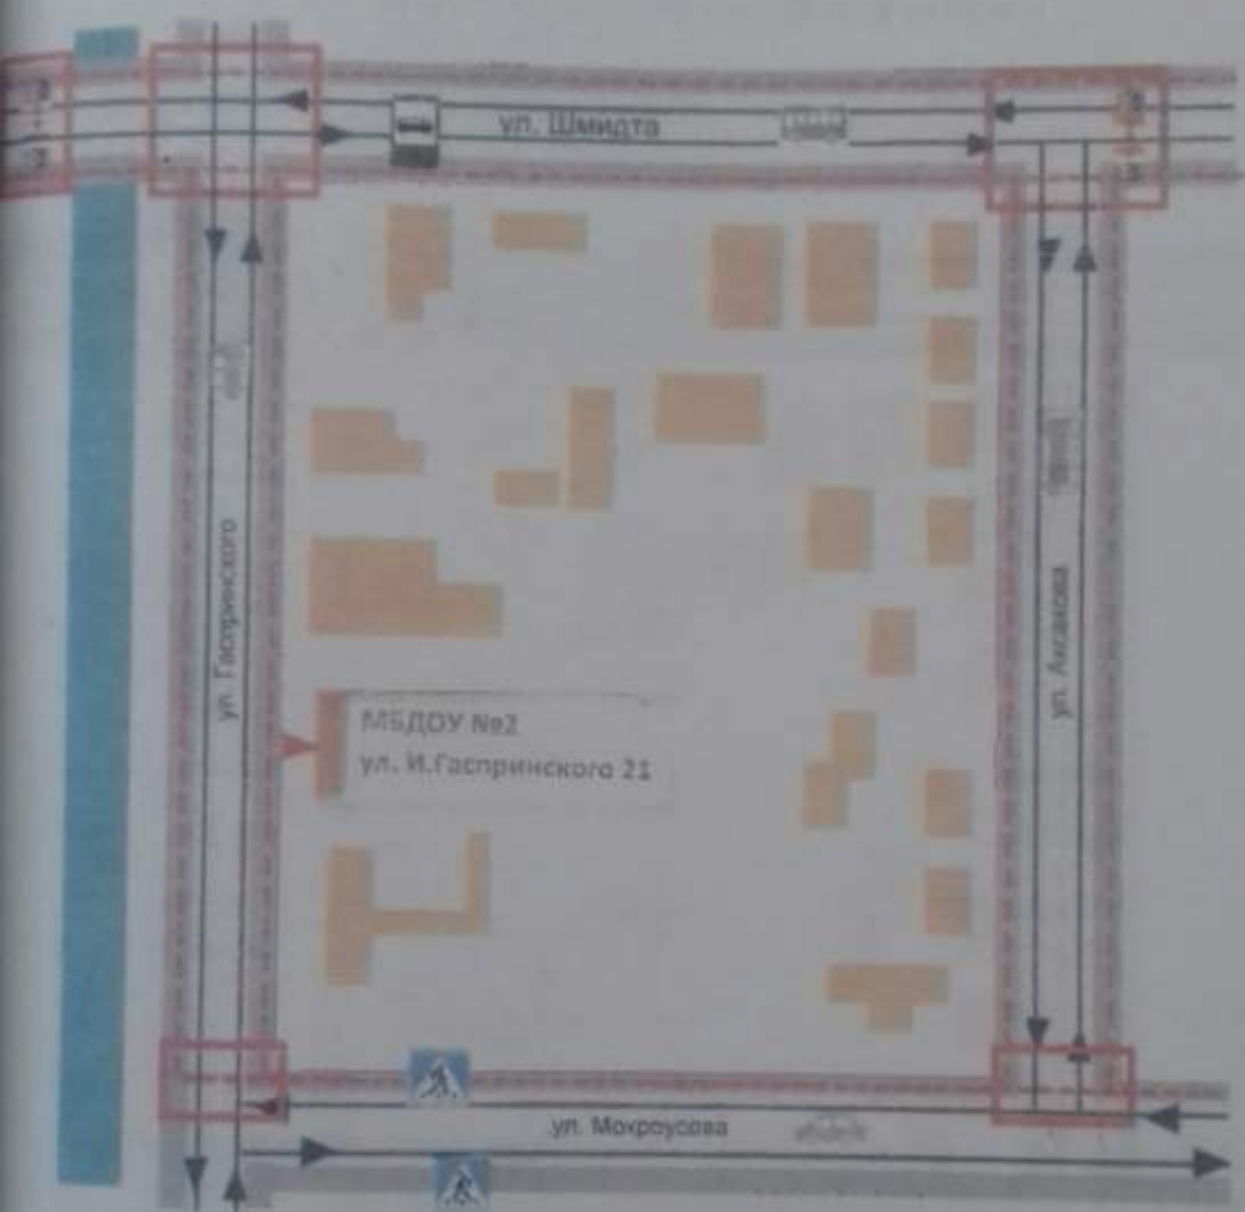 ул. Шмидта
ул. Гаспринского
ул. Аксакова
МБДОУ №2
ул. И.Гаспринского 21
ул. Мокроусова